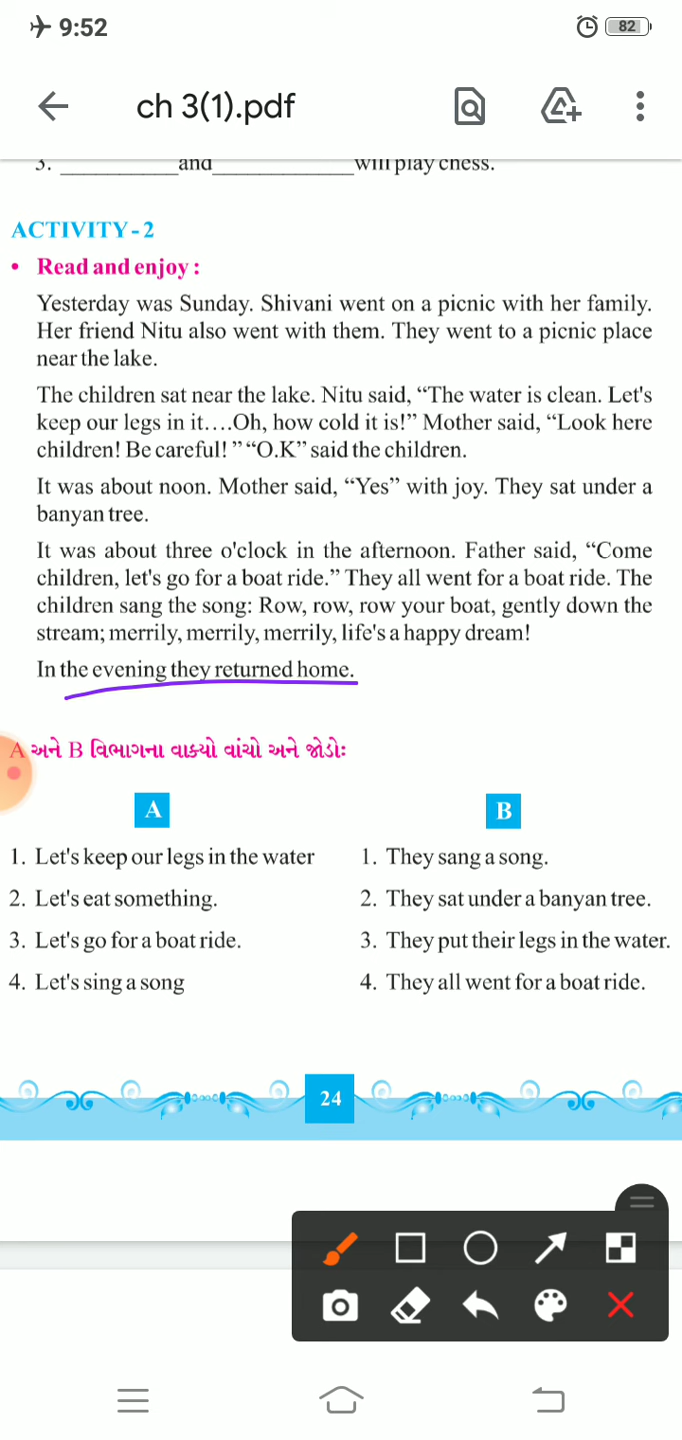 9:52
82
ch 3(1).pdf
3. ___________and_____________will play chess.
ACTIVITY - 2
• Read and enjoy :
Yesterday was Sunday. Shivani went on a picnic with her family.
Her friend Nitu also went with them. They went to a picnic place
near the lake.
The children sat near the lake. Nitu said, “The water is clean. Let's
keep our legs in it….Oh, how cold it is!” Mother said, “Look here
children! Be careful! ” “O.K” said the children.
It was about noon. Mother said, “Yes” with joy. They sat under a
banyan tree.
It was about three o'clock in the afternoon. Father said, “Come
children, let's go for a boat ride.” They all went for a boat ride. The
children sang the song: Row, row, row your boat, gently down the
stream; merrily, merrily, merrily, life's a happy dream!
In the evening they returned home.
A અને B વિભાગના વાક્યો વાંચો અને જોડોઃ
A B
1. Let's keep our legs in the water 1. They sang a song.
2. Let's eat something. 2. They sat under a banyan tree.
3. Let's go for a boat ride. 3. They put their legs in the water.
4. Let's sing a song 4. They all went for a boat ride.
24